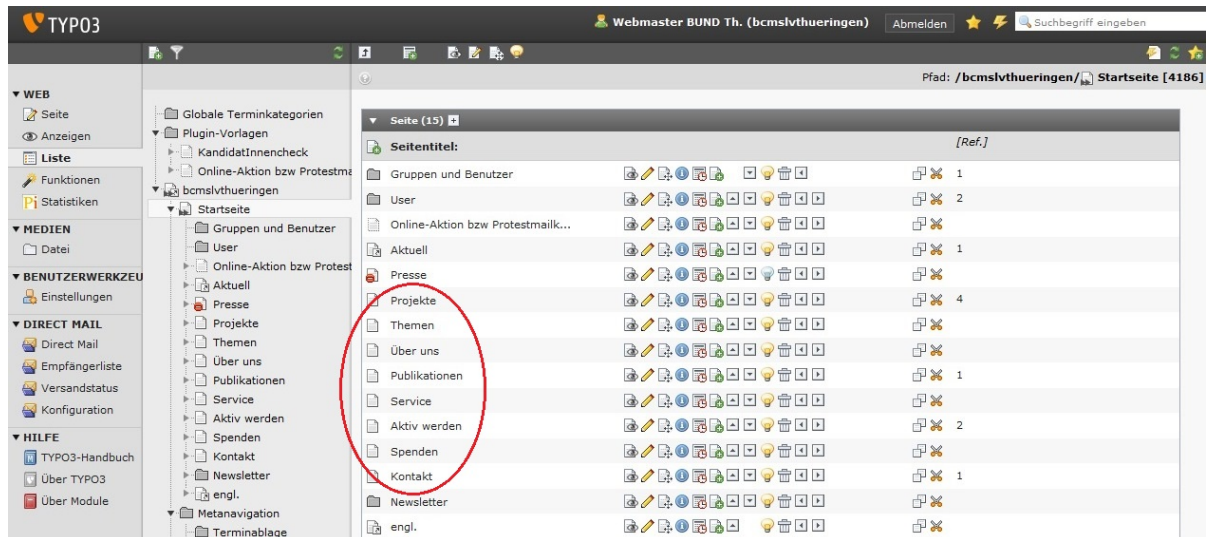 TYPO3
Webmaster BUND Th. (bcmslvthueringen)
Abmelden
Suchbegriff eingeben
Pfad: /bcmslvthueringen/ Startseite [4186]
WEB
Seite
Anzeigen
Liste
Funktionen
Statistiken
MEDIEN
Datei
BENUTZERWERKZEU
Einstellungen
DIRECT MAIL
Direct Mail
Empfängerliste
Versandstatus
Konfiguration
HILFE
TYPO3-Handbuch
Über TYPO3
Über Module
Globale Terminkategorien
Plugin-Vorlagen
KandidatInnencheck
Online-Aktion bzw Protestma
bcmslvthueringen
Startseite
Gruppen und Benutzer
User
Online-Aktion bzw Protest
Aktuell
Presse
Projekte
Themen
Über uns
Publikationen
Service
Aktiv werden
Spenden
Kontakt
Newsletter
engl.
Metanavigation
Terminablage
Seite (15)
Seitentitel: [Ref.]
Gruppen und Benutzer 1
User 2
Online-Aktion bzw Protestmailk...
Aktuell 1
Presse
Projekte 4
Themen
Über uns
Publikationen 1
Service
Aktiv werden 2
Spenden
Kontakt 1
Newsletter
engl.